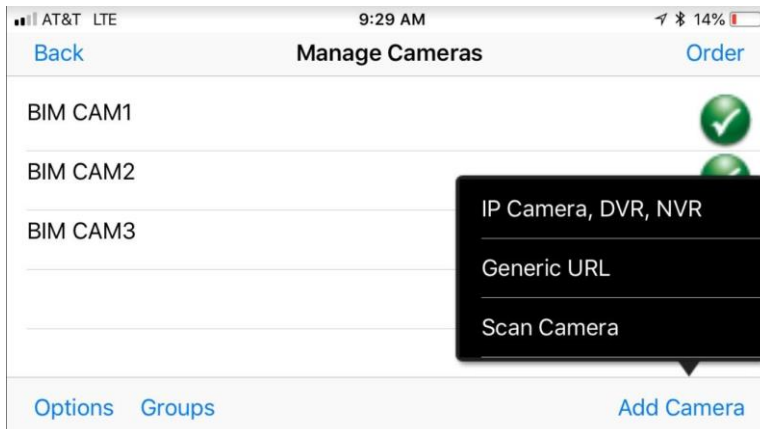 AT&T LTE 9:29 AM 14%
Back Manage Cameras Order
BIM CAM1
BIM CAM2
BIM CAM3
IP Camera, DVR, NVR
Generic URL
Scan Camera
Options Groups Add Camera